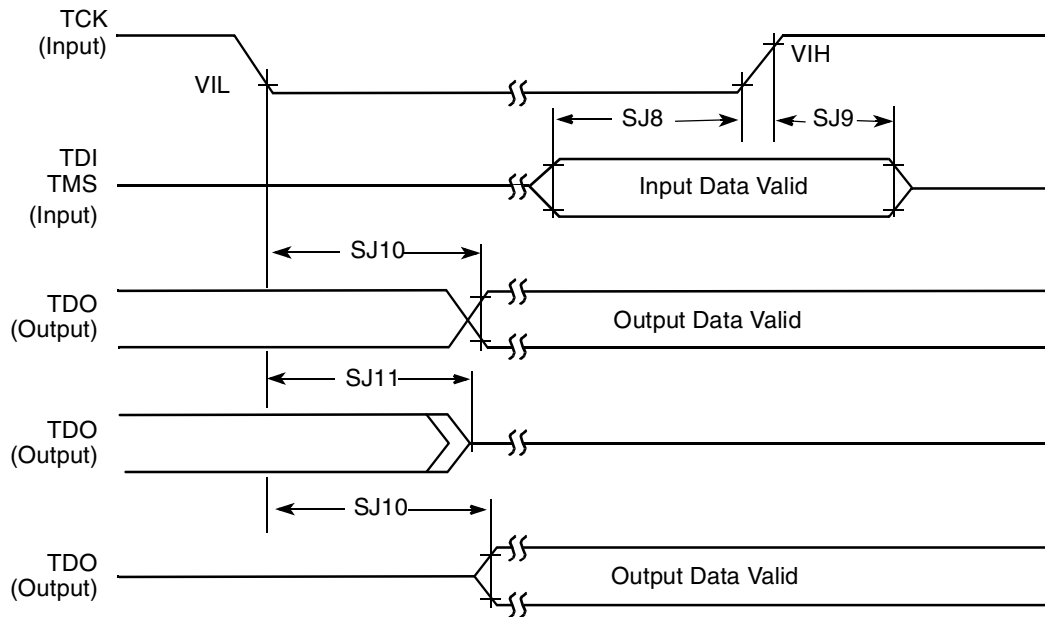 TCK
(Input)
VIH
VIL
SJ8
SJ9
TDI
TMS
(Input)
Input Data Valid
SJ10
TDO
(Output)
Output Data Valid
SJ11
TDO
(Output)
SJ10
TDO
(Output)
Output Data Valid